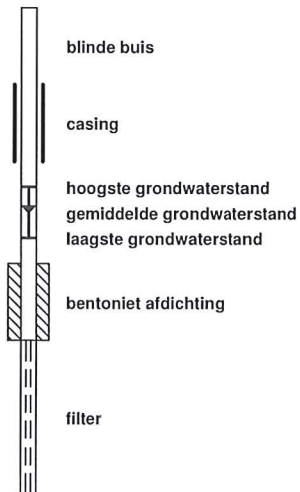 blinde buis
casing
hoogste grondwaterstand
gemiddelde grondwaterstand
laagste grondwaterstand
bentoniet afdichting
filter